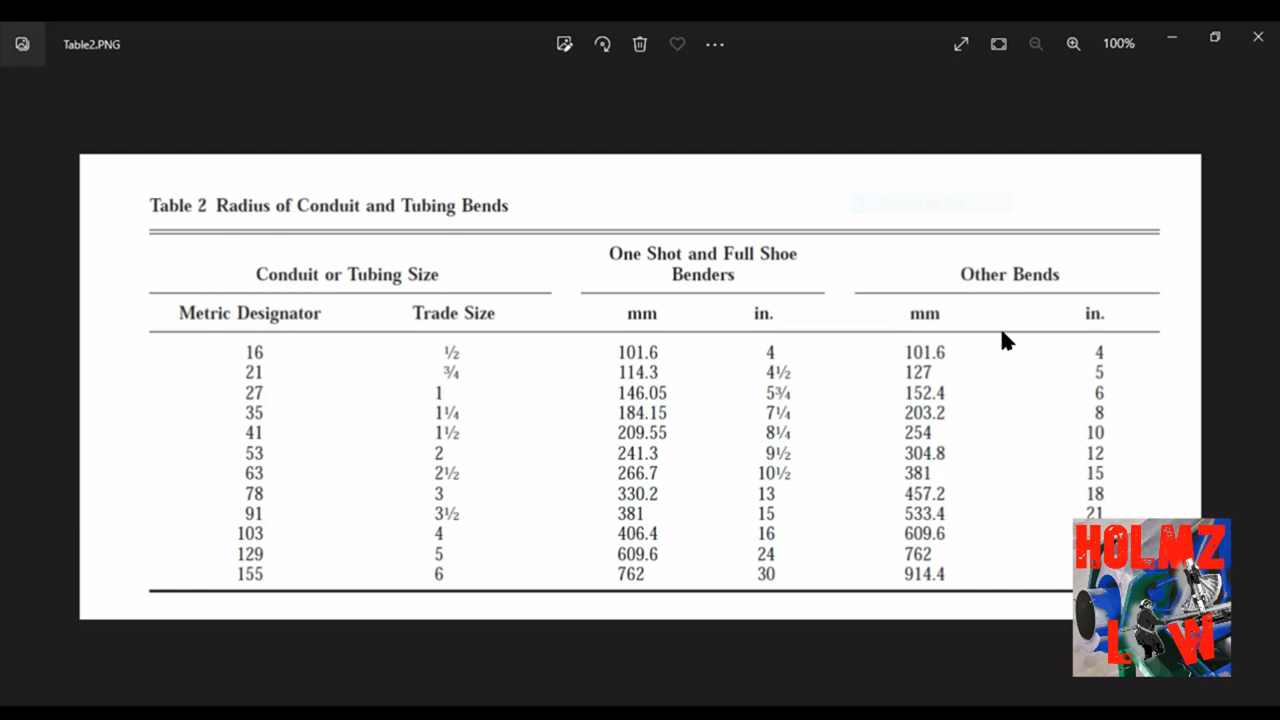 Table2.PNG
100%
Table 2 Radius of Conduit and Tubing Bends
One Shot and Full Shoe
Conduit or Tubing Size Benders Other Bends
Metric Designator Trade Size mm in. mm in.
16 ½ 101.6 4 101.6 4
21 ¾ 114.3 4½ 127 5
27 1 146.05 5¾ 152.4 6
35 1¼ 184.15 7¼ 203.2 8
41 1½ 209.55 8¼ 254 10
53 2 241.3 9½ 304.8 12
63 2½ 266.7 10½ 381 15
78 3 330.2 13 457.2 18
91 3½ 381 15 533.4 21
103 4 406.4 16 609.6
129 5 609.6 24 762
155 6 762 30 914.4
HOLMZ
L W